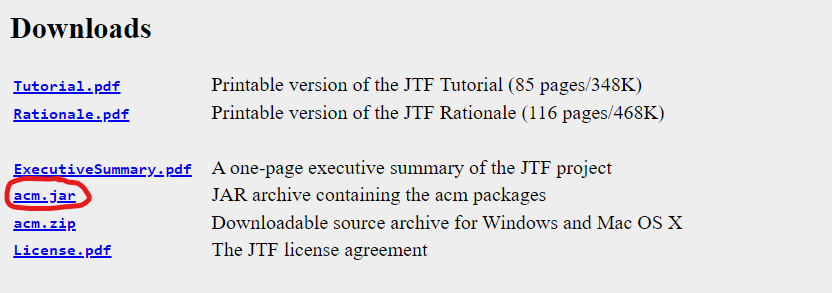 Downloads
Tutorial.pdf Printable version of the JTF Tutorial (85 pages/348K)
Rationale.pdf Printable version of the JTF Rationale (116 pages/468K)
ExecutiveSummary.pdf A one-page executive summary of the JTF project
acm.jar JAR archive containing the acm packages
acm.zip Downloadable source archive for Windows and Mac OS X
License.pdf The JTF license agreement